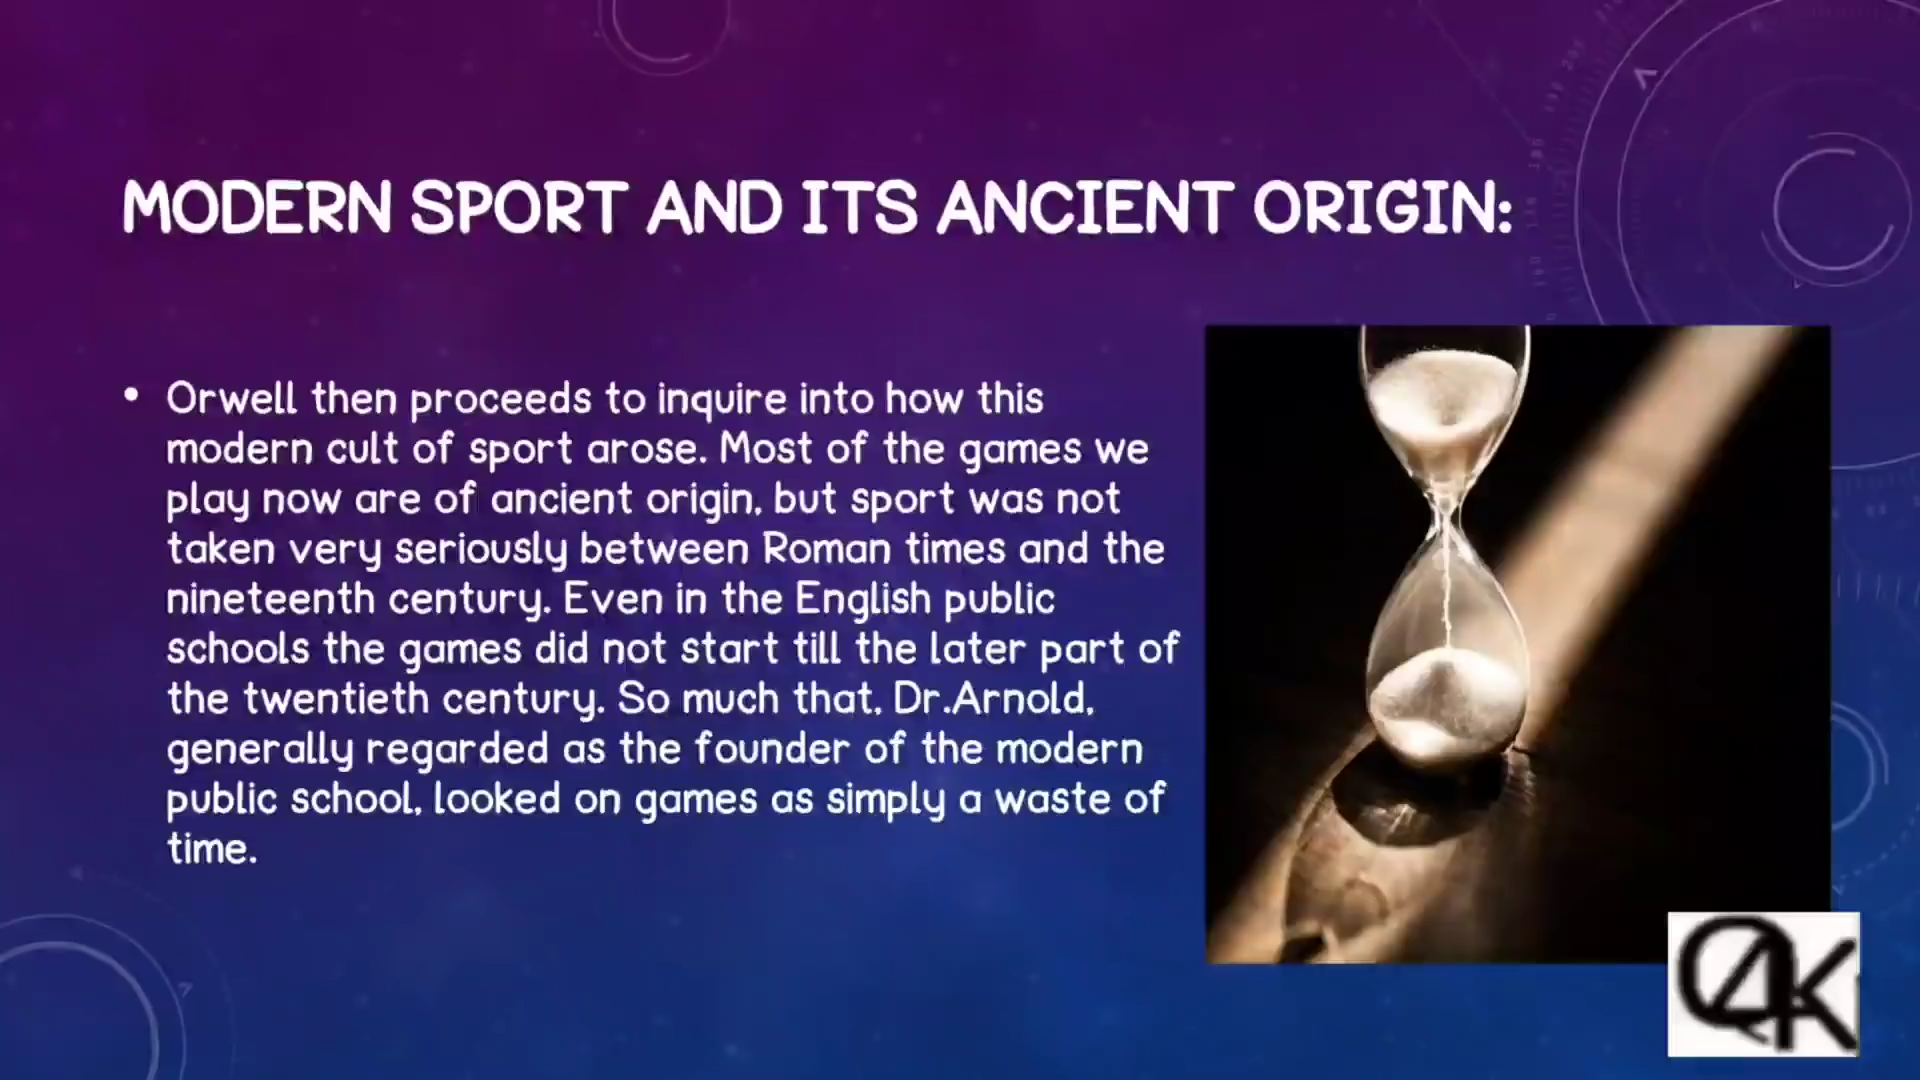 MODERN SPORT AND ITS ANCIENT ORIGIN:
• Orwell then proceeds to inquire into how this
modern cult of sport arose. Most of the games we
play now are of ancient origin, but sport was not
taken very seriously between Roman times and the
nineteenth century. Even in the English public
schools the games did not start till the later part of
the twentieth century. So much that, Dr.Arnold,
generally regarded as the founder of the modern
public school, looked on games as simply a waste of
time.